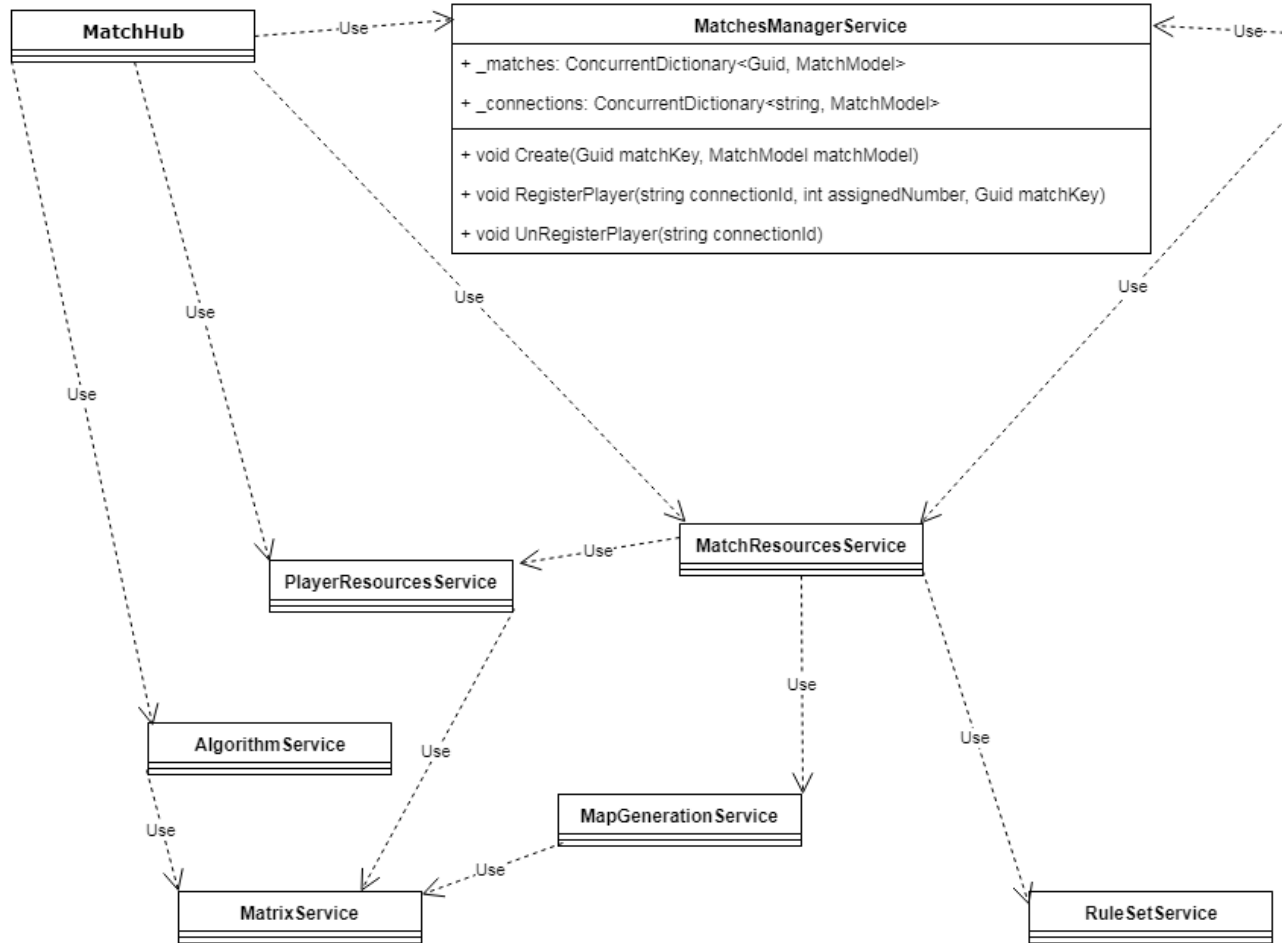 MatchHub
Use
MatchesManagerService
Use
+ _matches: ConcurrentDictionary<Guid, MatchModel>
+ _connections: ConcurrentDictionary<string, MatchModel>
+ void Create(Guid matchKey, MatchModel matchModel)
+ void RegisterPlayer(string connectionId, int assignedNumber, Guid matchKey)
+ void UnRegisterPlayer(string connectionId)
Use
Use
Use
Use
MatchResourcesService
Use
PlayerResourcesService
Use
Use
AlgorithmService
Use
Use
MapGenerationService
Use
Use
MatrixService
RuleSetService